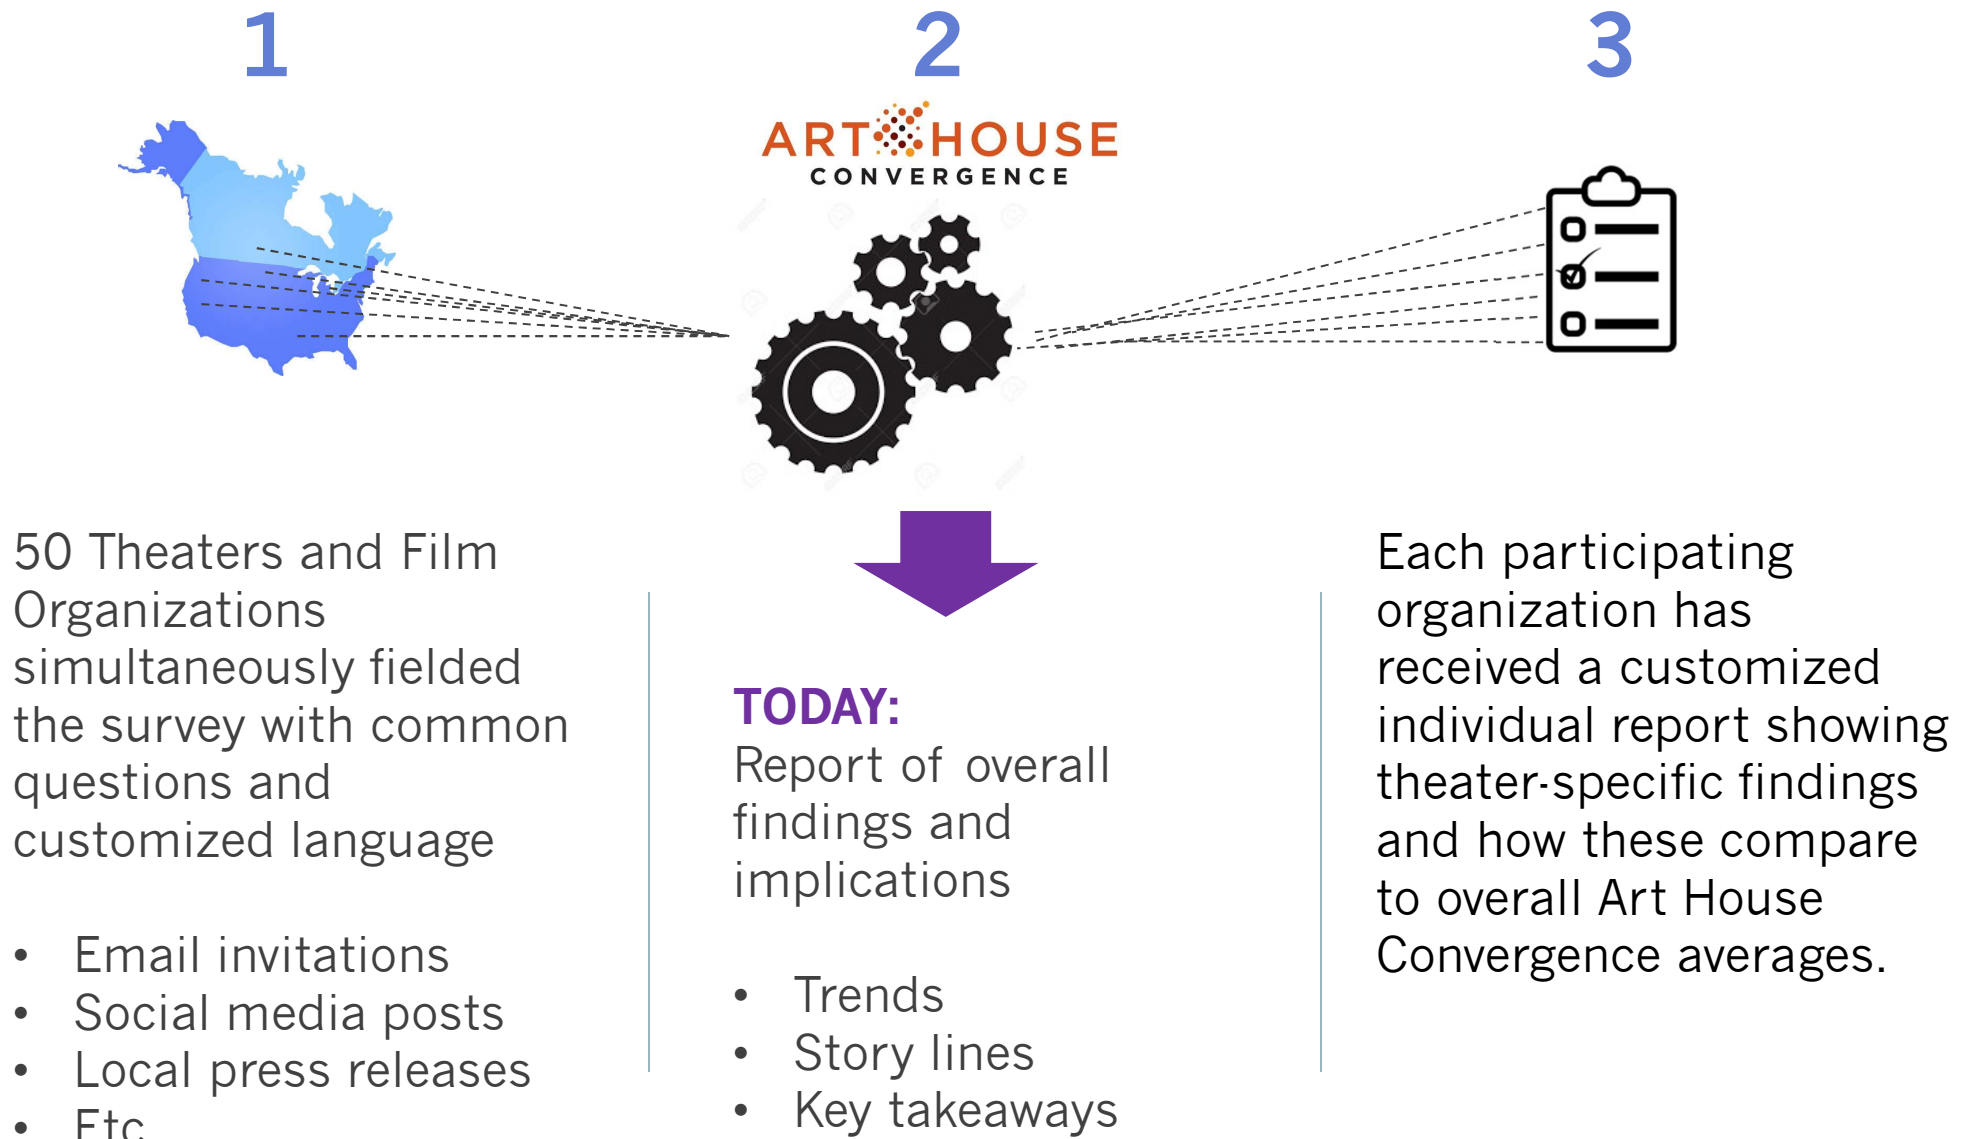 1
2
3
ART HOUSE
CONVERGENCE
50 Theaters and Film
Organizations
simultaneously fielded
the survey with common
questions and
customized language
• Email invitations
• Social media posts
• Local press releases
• Etc
TODAY:
Report of overall
findings and
implications
• Trends
• Story lines
• Key takeaways
Each participating
organization has
received a customized
individual report showing
theater-specific findings
and how these compare
to overall Art House
Convergence averages.